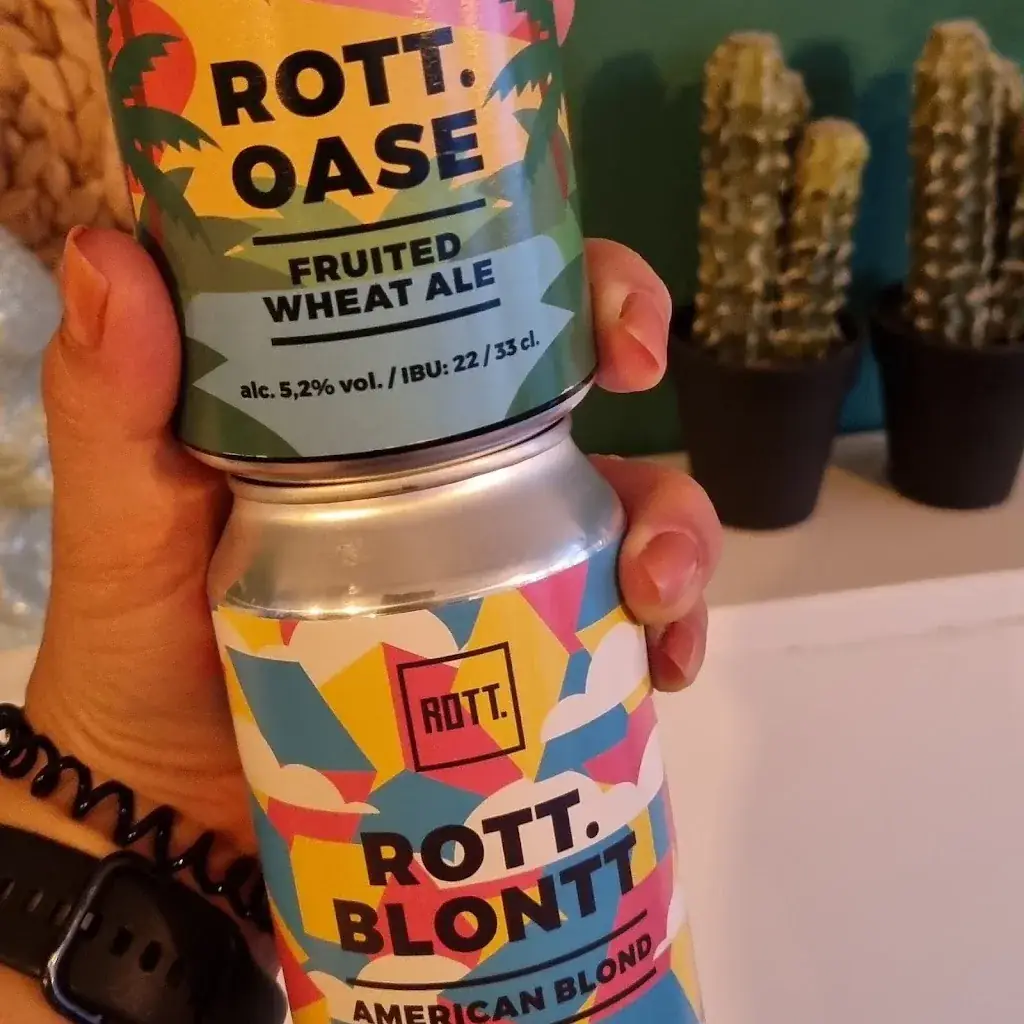 ROTT.
OASE
FRUITED
WHEAT ALE
alc. 5,2% vol. / IBU: 22 / 33 cl.
ROTT.
ROTT.
BLONTT
AMERICAN BLOND